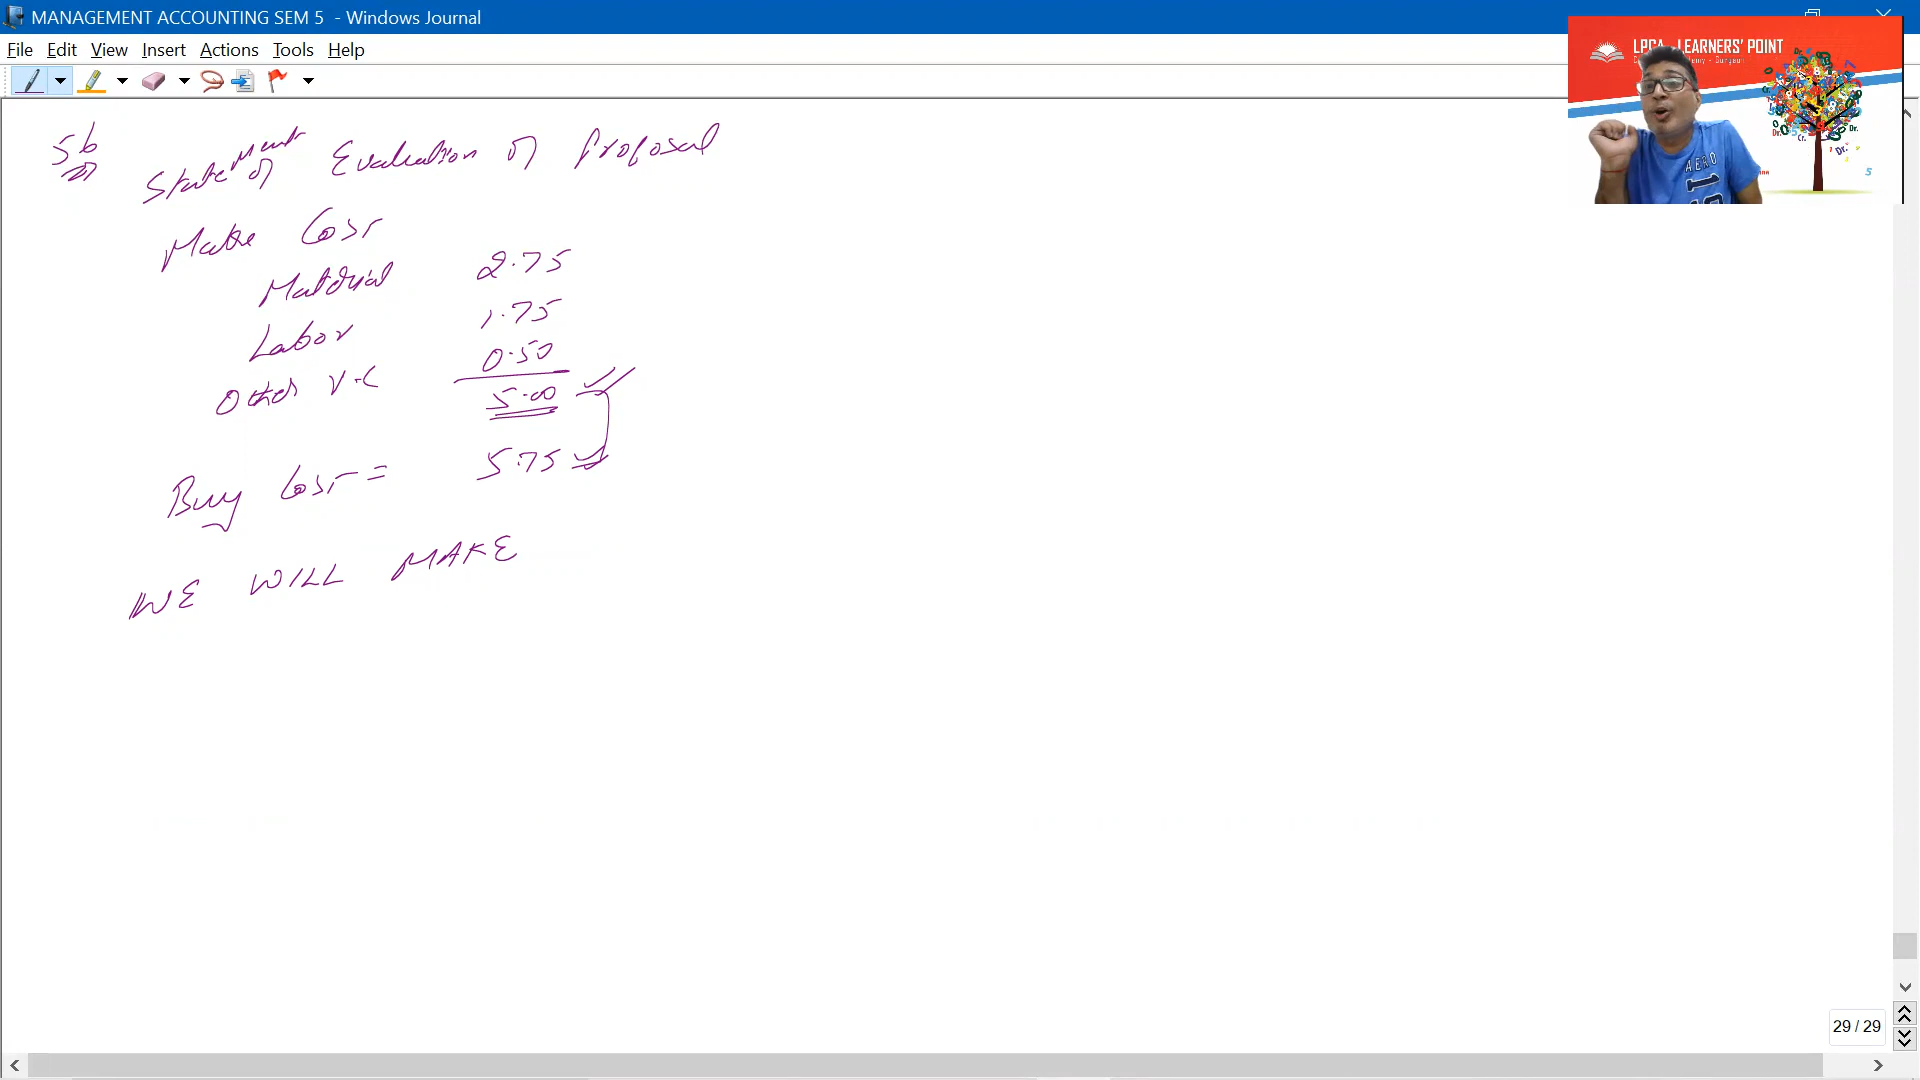 MANAGEMENT ACCOUNTING SEM 5 - Windows Journal
File Edit View Insert Actions Tools Help
LPCA - LEARNERS' POINT
5b
Statement of Evaluation of Proposal
Make Cost
Material 2.75
Labor 1.75
Other V.C 0.50
5.00
Buy Cost = 5.75
WE WILL MAKE
AERO
29 / 29